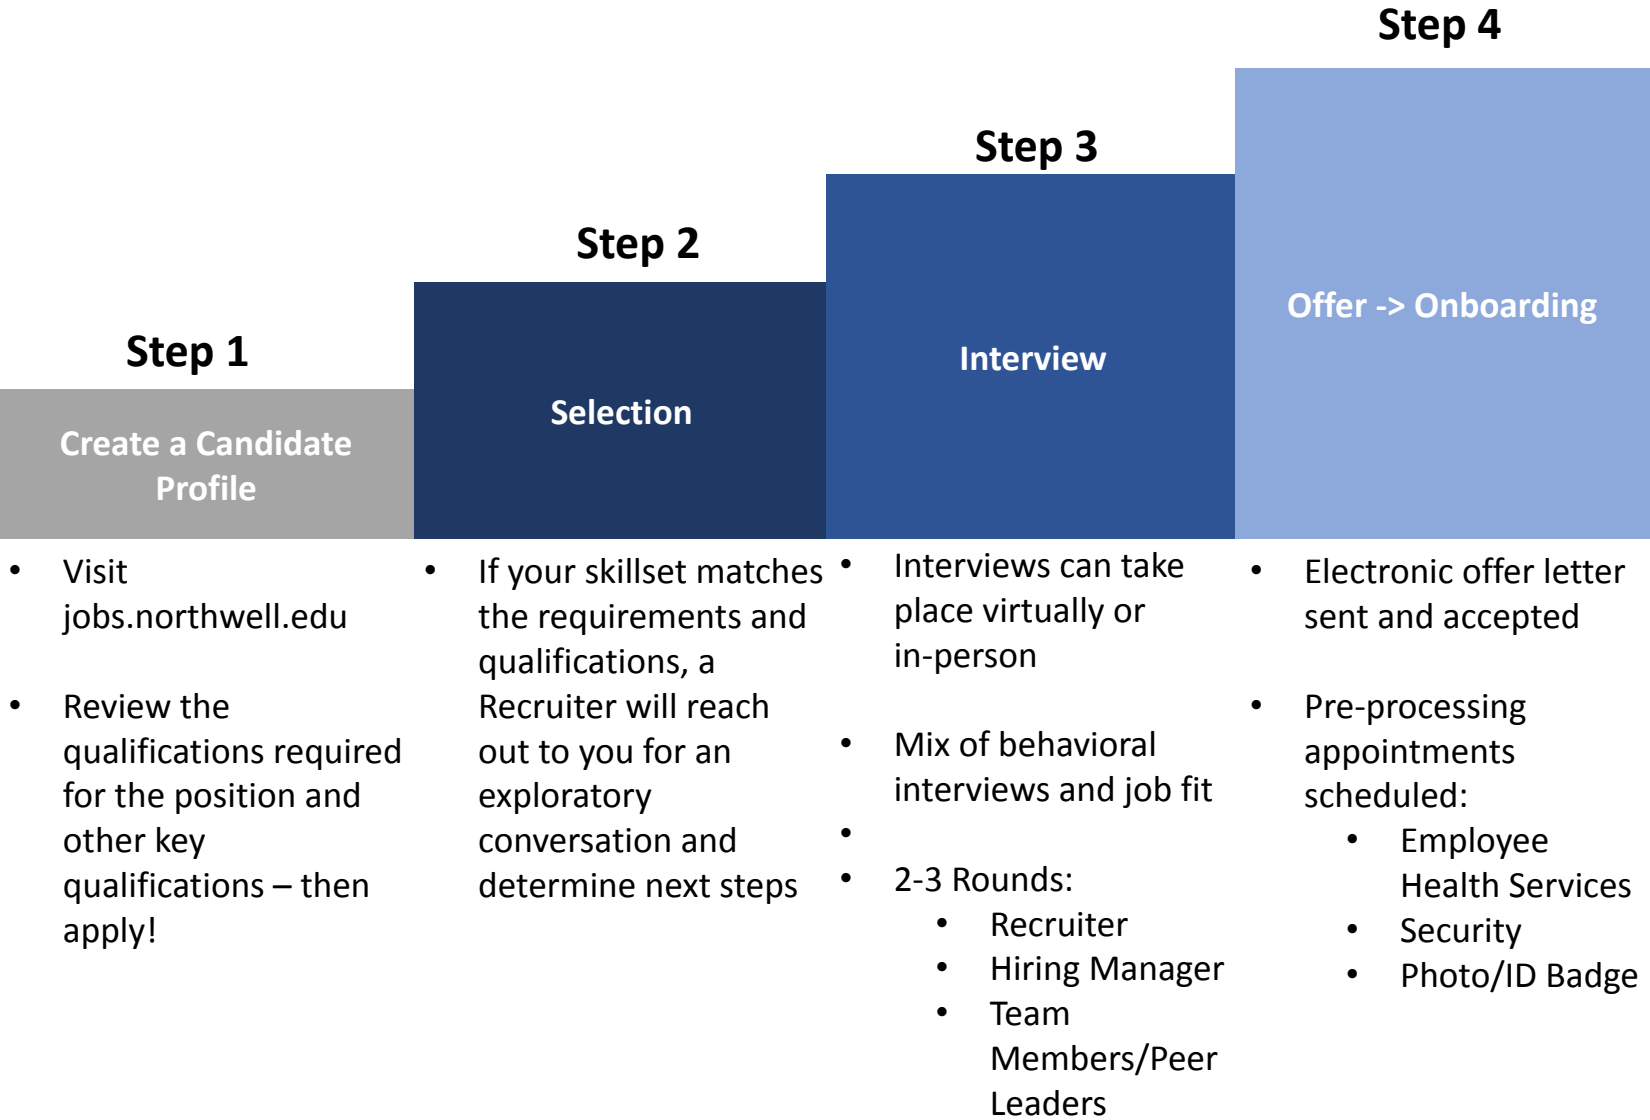 Step 1
Create a Candidate
Profile
• Visit
jobs.northwell.edu
• Review the
qualifications required
for the position and
other key
qualifications – then
apply!
Step 2
Selection
• If your skillset matches
the requirements and
qualifications, a
Recruiter will reach
out to you for an
exploratory
conversation and
determine next steps
Step 3
Interview
• Interviews can take
place virtually or
in-person
• Mix of behavioral
interviews and job fit
•
• 2-3 Rounds:
• Recruiter
• Hiring Manager
• Team
Members/Peer
Leaders
Step 4
Offer -> Onboarding
• Electronic offer letter
sent and accepted
• Pre-processing
appointments
scheduled:
• Employee
Health Services
• Security
• Photo/ID Badge